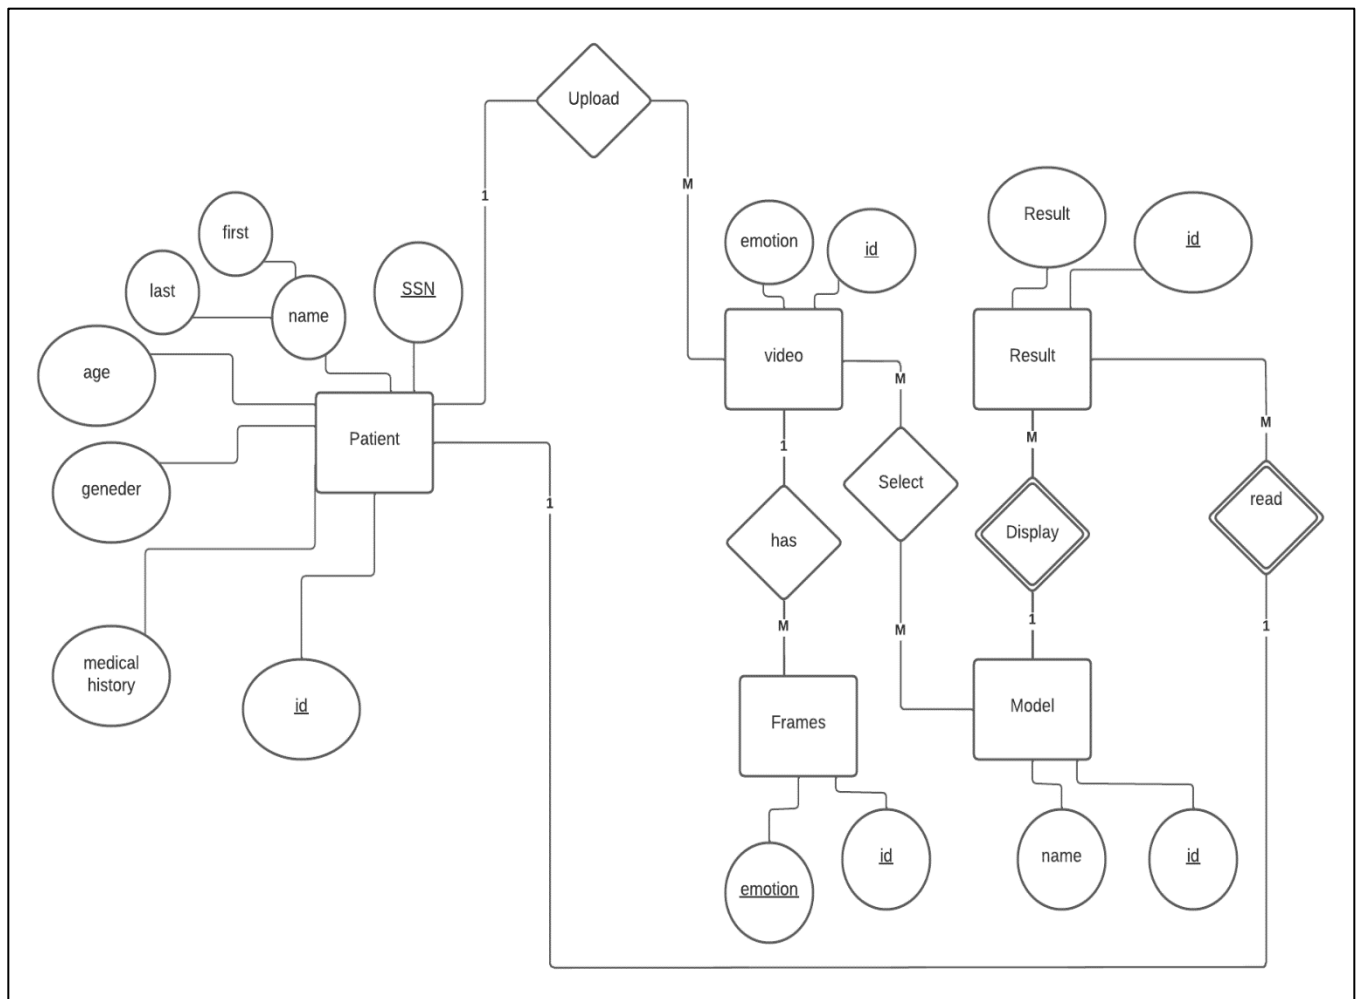 Upload
1
M
first
last
name
SSN
age
geneder
Patient
medical
history
id
emotion
id
video
Result
id
Result
M
1
M
M
Select
has
Display
read
1
M
M
1
1
Frames
Model
emotion
id
name
id